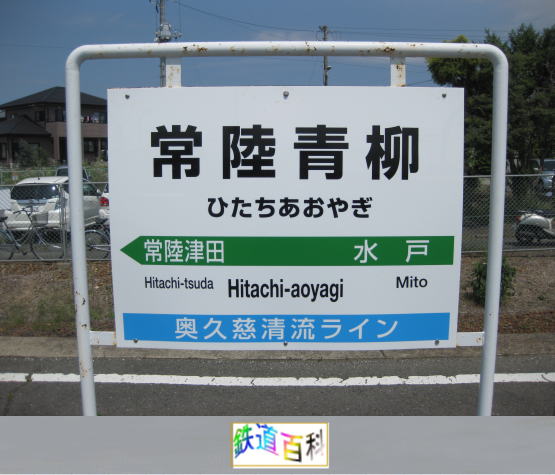 常陸青柳
ひたちあおやぎ
常陸津田 水戸
Hitachi-tsuda Hitachi-aoyagi Mito
奥久慈清流ライン
鉄道百科